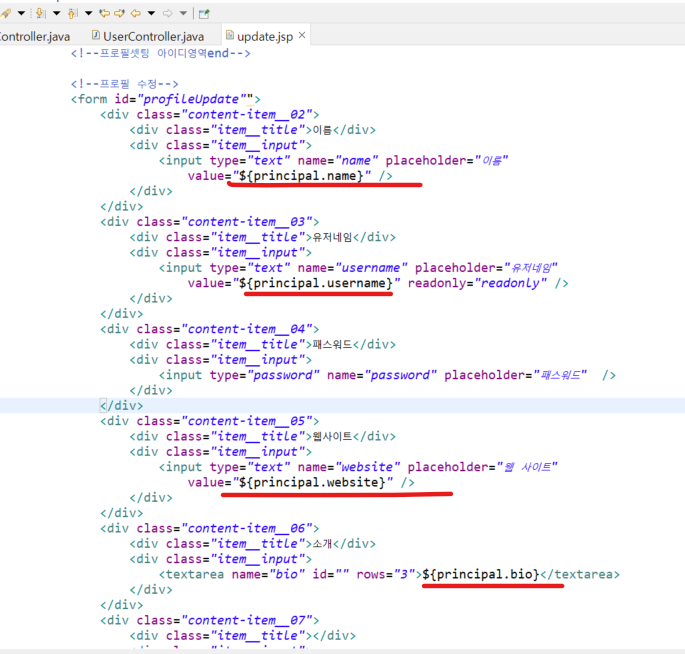 ontroller.java UserController.java update.jsp
<!--프로필셋팅 아이디영역end-->
<!--프로필 수정-->
<form id="profileUpdate"">
<div class="content-item__02">
<div class="item__title">이름</div>
<div class="item__input">
<input type="text" name="name" placeholder="이름"
value="${principal.name}" />
</div>
</div>
<div class="content-item__03">
<div class="item__title">유저네임</div>
<div class="item__input">
<input type="text" name="username" placeholder="유저네임"
value="${principal.username}" readonly="readonly" />
</div>
</div>
<div class="content-item__04">
<div class="item__title">패스워드</div>
<div class="item__input">
<input type="password" name="password" placeholder="패스워드"  />
</div>
</div>
<div class="content-item__05">
<div class="item__title">웹사이트</div>
<div class="item__input">
<input type="text" name="website" placeholder="웹 사이트"
value="${principal.website}" />
</div>
</div>
<div class="content-item__06">
<div class="item__title">소개</div>
<div class="item__input">
<textarea name="bio" id="" rows="3">${principal.bio}</textarea>
</div>
</div>
<div class="content-item__07">
<div class="item__title"></div>